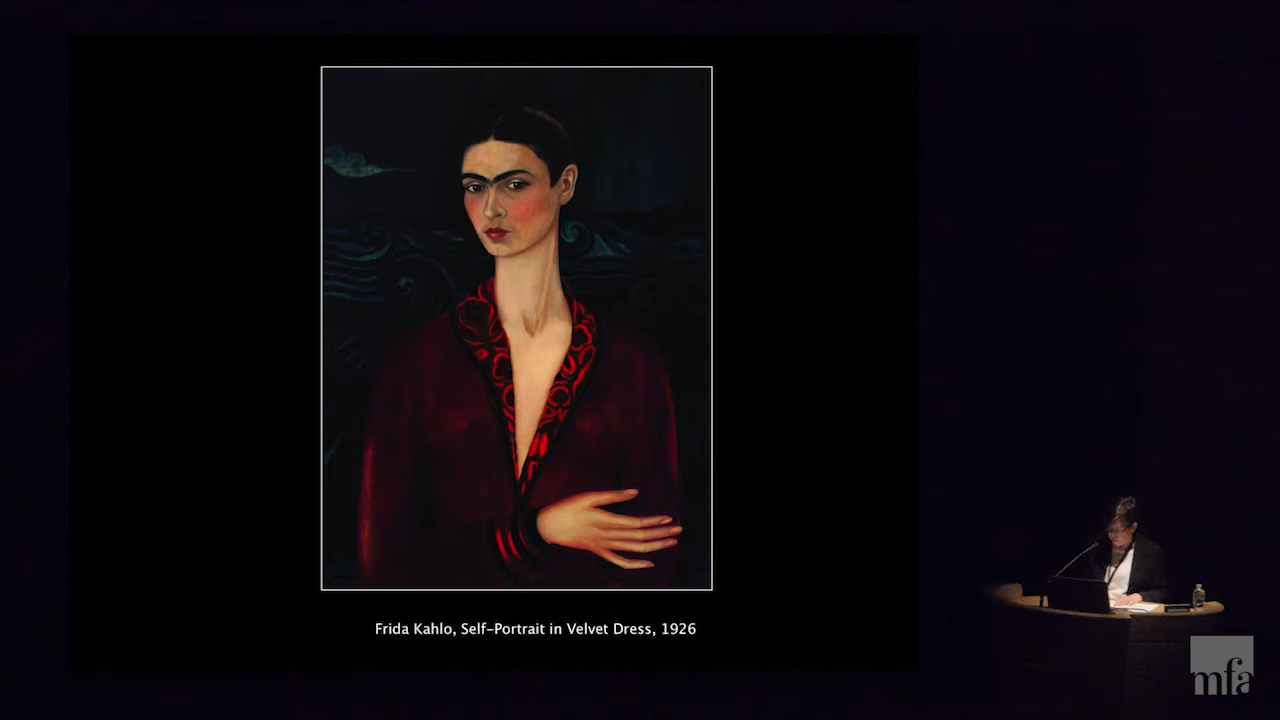 Frida Kahlo, Self-Portrait in Velvet Dress, 1926
mfa